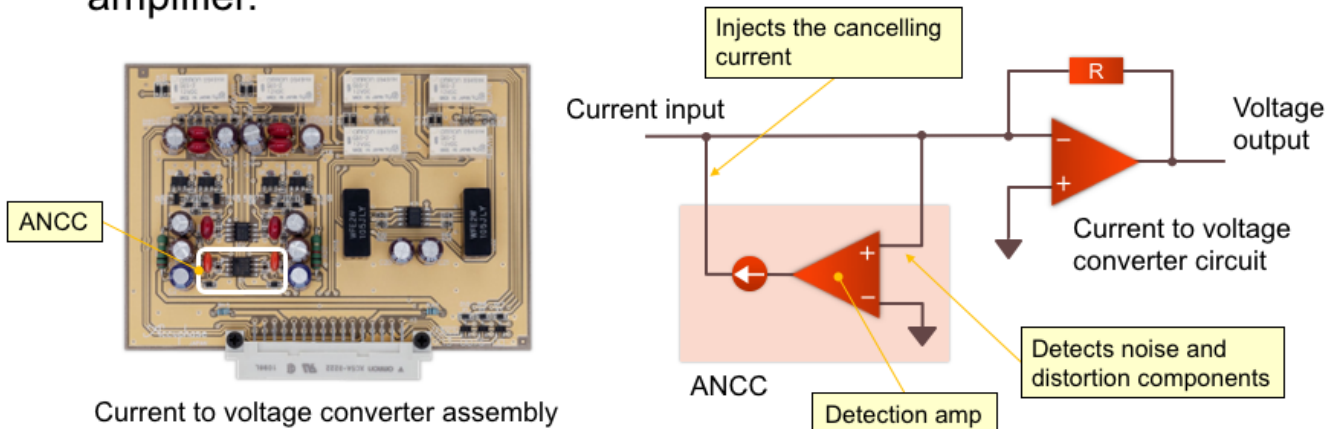 amplifier.
Injects the cancelling
current
Current input
R
Voltage
output
ANCC
Current to voltage
converter circuit
Detects noise and
distortion components
ANCC
Detection amp
Current to voltage converter assembly